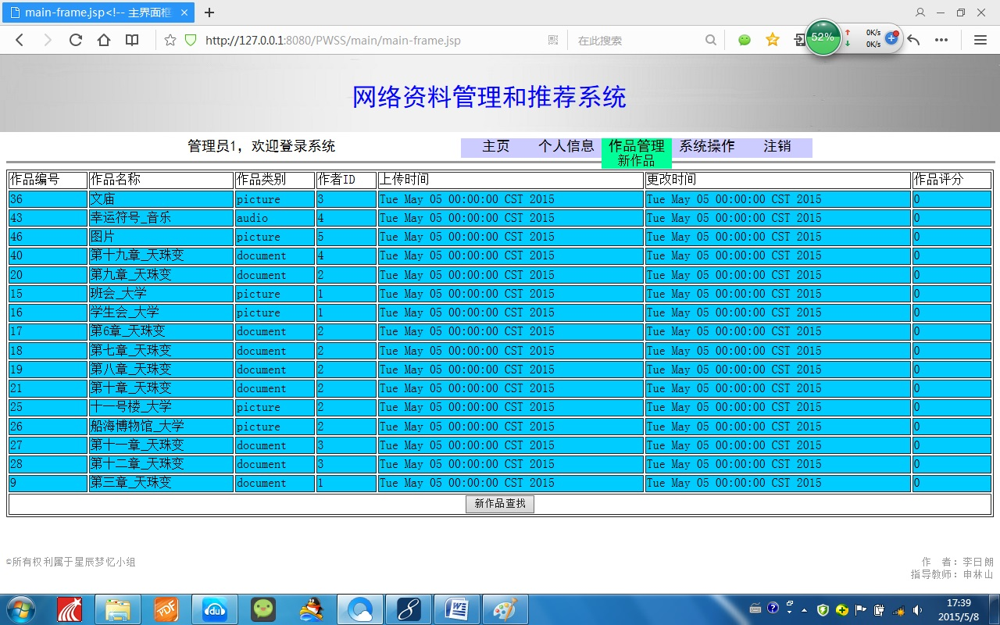 main-frame.jsp<!-- 主界面框
http://127.0.0.1:8080/PWSS/main/main-frame.jsp
在此搜索
52%
0K/s
0K/s
网络资料管理和推荐系统
管理员1，欢迎登录系统
主页 个人信息 作品管理 系统操作 注销
新作品
作品编号 作品名称 作品类别 作者ID 上传时间 更改时间 作品评分
36 文庙 picture 3 Tue May 05 00:00:00 CST 2015 Tue May 05 00:00:00 CST 2015 0
43 幸运符号_音乐 audio 4 Tue May 05 00:00:00 CST 2015 Tue May 05 00:00:00 CST 2015 0
46 图片 picture 5 Tue May 05 00:00:00 CST 2015 Tue May 05 00:00:00 CST 2015 0
40 第十九章_天珠变 document 4 Tue May 05 00:00:00 CST 2015 Tue May 05 00:00:00 CST 2015 0
20 第九章_天珠变 document 2 Tue May 05 00:00:00 CST 2015 Tue May 05 00:00:00 CST 2015 0
15 班会_大学 picture 1 Tue May 05 00:00:00 CST 2015 Tue May 05 00:00:00 CST 2015 0
16 学生会_大学 picture 1 Tue May 05 00:00:00 CST 2015 Tue May 05 00:00:00 CST 2015 0
17 第6章_天珠变 document 2 Tue May 05 00:00:00 CST 2015 Tue May 05 00:00:00 CST 2015 0
18 第七章_天珠变 document 2 Tue May 05 00:00:00 CST 2015 Tue May 05 00:00:00 CST 2015 0
19 第八章_天珠变 document 2 Tue May 05 00:00:00 CST 2015 Tue May 05 00:00:00 CST 2015 0
21 第十章_天珠变 document 2 Tue May 05 00:00:00 CST 2015 Tue May 05 00:00:00 CST 2015 0
25 十一号楼_大学 picture 2 Tue May 05 00:00:00 CST 2015 Tue May 05 00:00:00 CST 2015 0
26 船海博物馆_大学 picture 2 Tue May 05 00:00:00 CST 2015 Tue May 05 00:00:00 CST 2015 0
27 第十一章_天珠变 document 3 Tue May 05 00:00:00 CST 2015 Tue May 05 00:00:00 CST 2015 0
28 第十二章_天珠变 document 3 Tue May 05 00:00:00 CST 2015 Tue May 05 00:00:00 CST 2015 0
9 第三章_天珠变 document 1 Tue May 05 00:00:00 CST 2015 Tue May 05 00:00:00 CST 2015 0
新作品查找
©所有权利属于星辰梦忆小组
作 者：李日朗
指导教师：申林山
PDF
du
17:39
2015/5/8